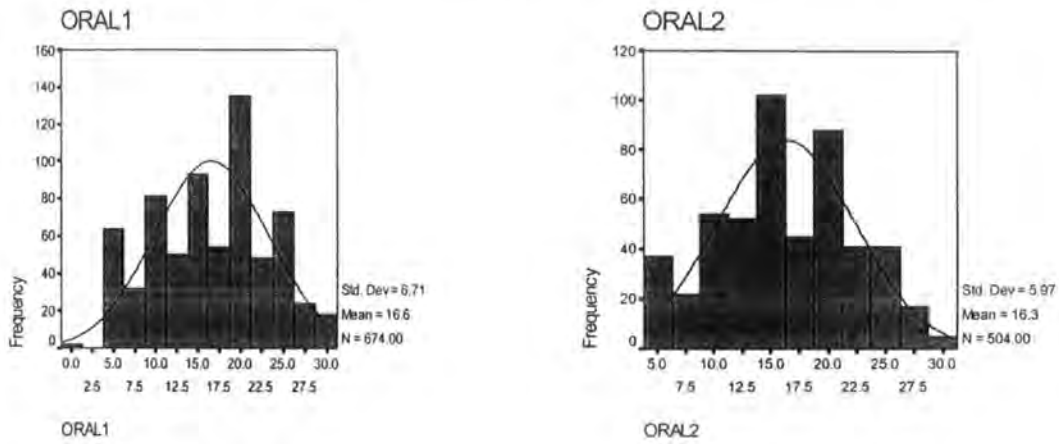 ORAL1
160
140
120
100
80
60
40
20
0
Frequency
0.0 5.0 10.0 15.0 20.0 25.0 30.0
2.5 7.5 12.5 17.5 22.5 27.5
Std. Dev = 6.71
Mean = 16.6
N = 674.00
ORAL1
ORAL2
120
100
80
60
40
20
0
Frequency
5.0 10.0 15.0 20.0 25.0 30.0
7.5 12.5 17.5 22.5 27.5
Std. Dev = 5.97
Mean = 16.3
N = 504.00
ORAL2